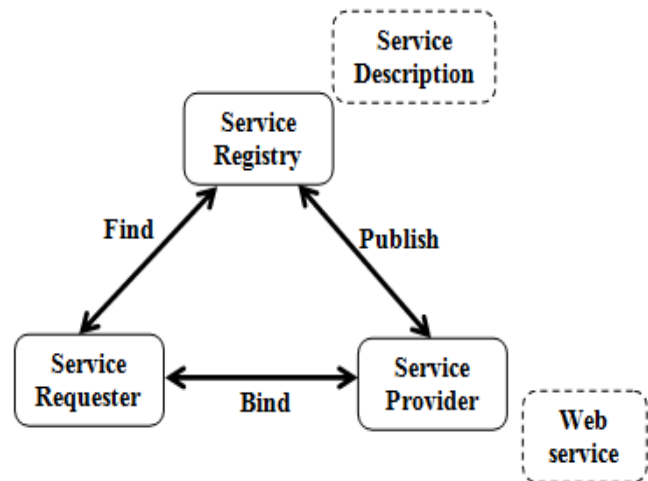 Service
Description
Service
Registry
Find
Publish
Service
Requester
Bind
Service
Provider
Web
service